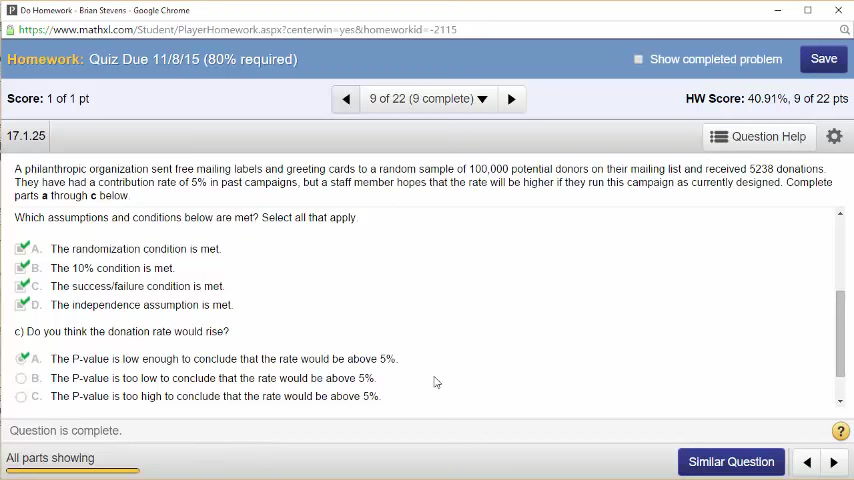 Do Homework - Brian Stevens - Google Chrome
https://www.mathxl.com/Student/PlayerHomework.aspx?centerwin=yes&homeworkid=-2115
Homework: Quiz Due 11/8/15 (80% required)
Show completed problem
Save
Score: 1 of 1 pt
9 of 22 (9 complete)
HW Score: 40.91%, 9 of 22 pts
17.1.25
Question Help
A philanthropic organization sent free mailing labels and greeting cards to a random sample of 100,000 potential donors on their mailing list and received 5238 donations.
They have had a contribution rate of 5% in past campaigns, but a staff member hopes that the rate will be higher if they run this campaign as currently designed. Complete
parts a through c below.
Which assumptions and conditions below are met? Select all that apply.
A. The randomization condition is met.
B. The 10% condition is met.
C. The success/failure condition is met.
D. The independence assumption is met.
c) Do you think the donation rate would rise?
A. The P-value is low enough to conclude that the rate would be above 5%.
B. The P-value is too low to conclude that the rate would be above 5%.
C. The P-value is too high to conclude that the rate would be above 5%.
Question is complete.
?
All parts showing
Similar Question